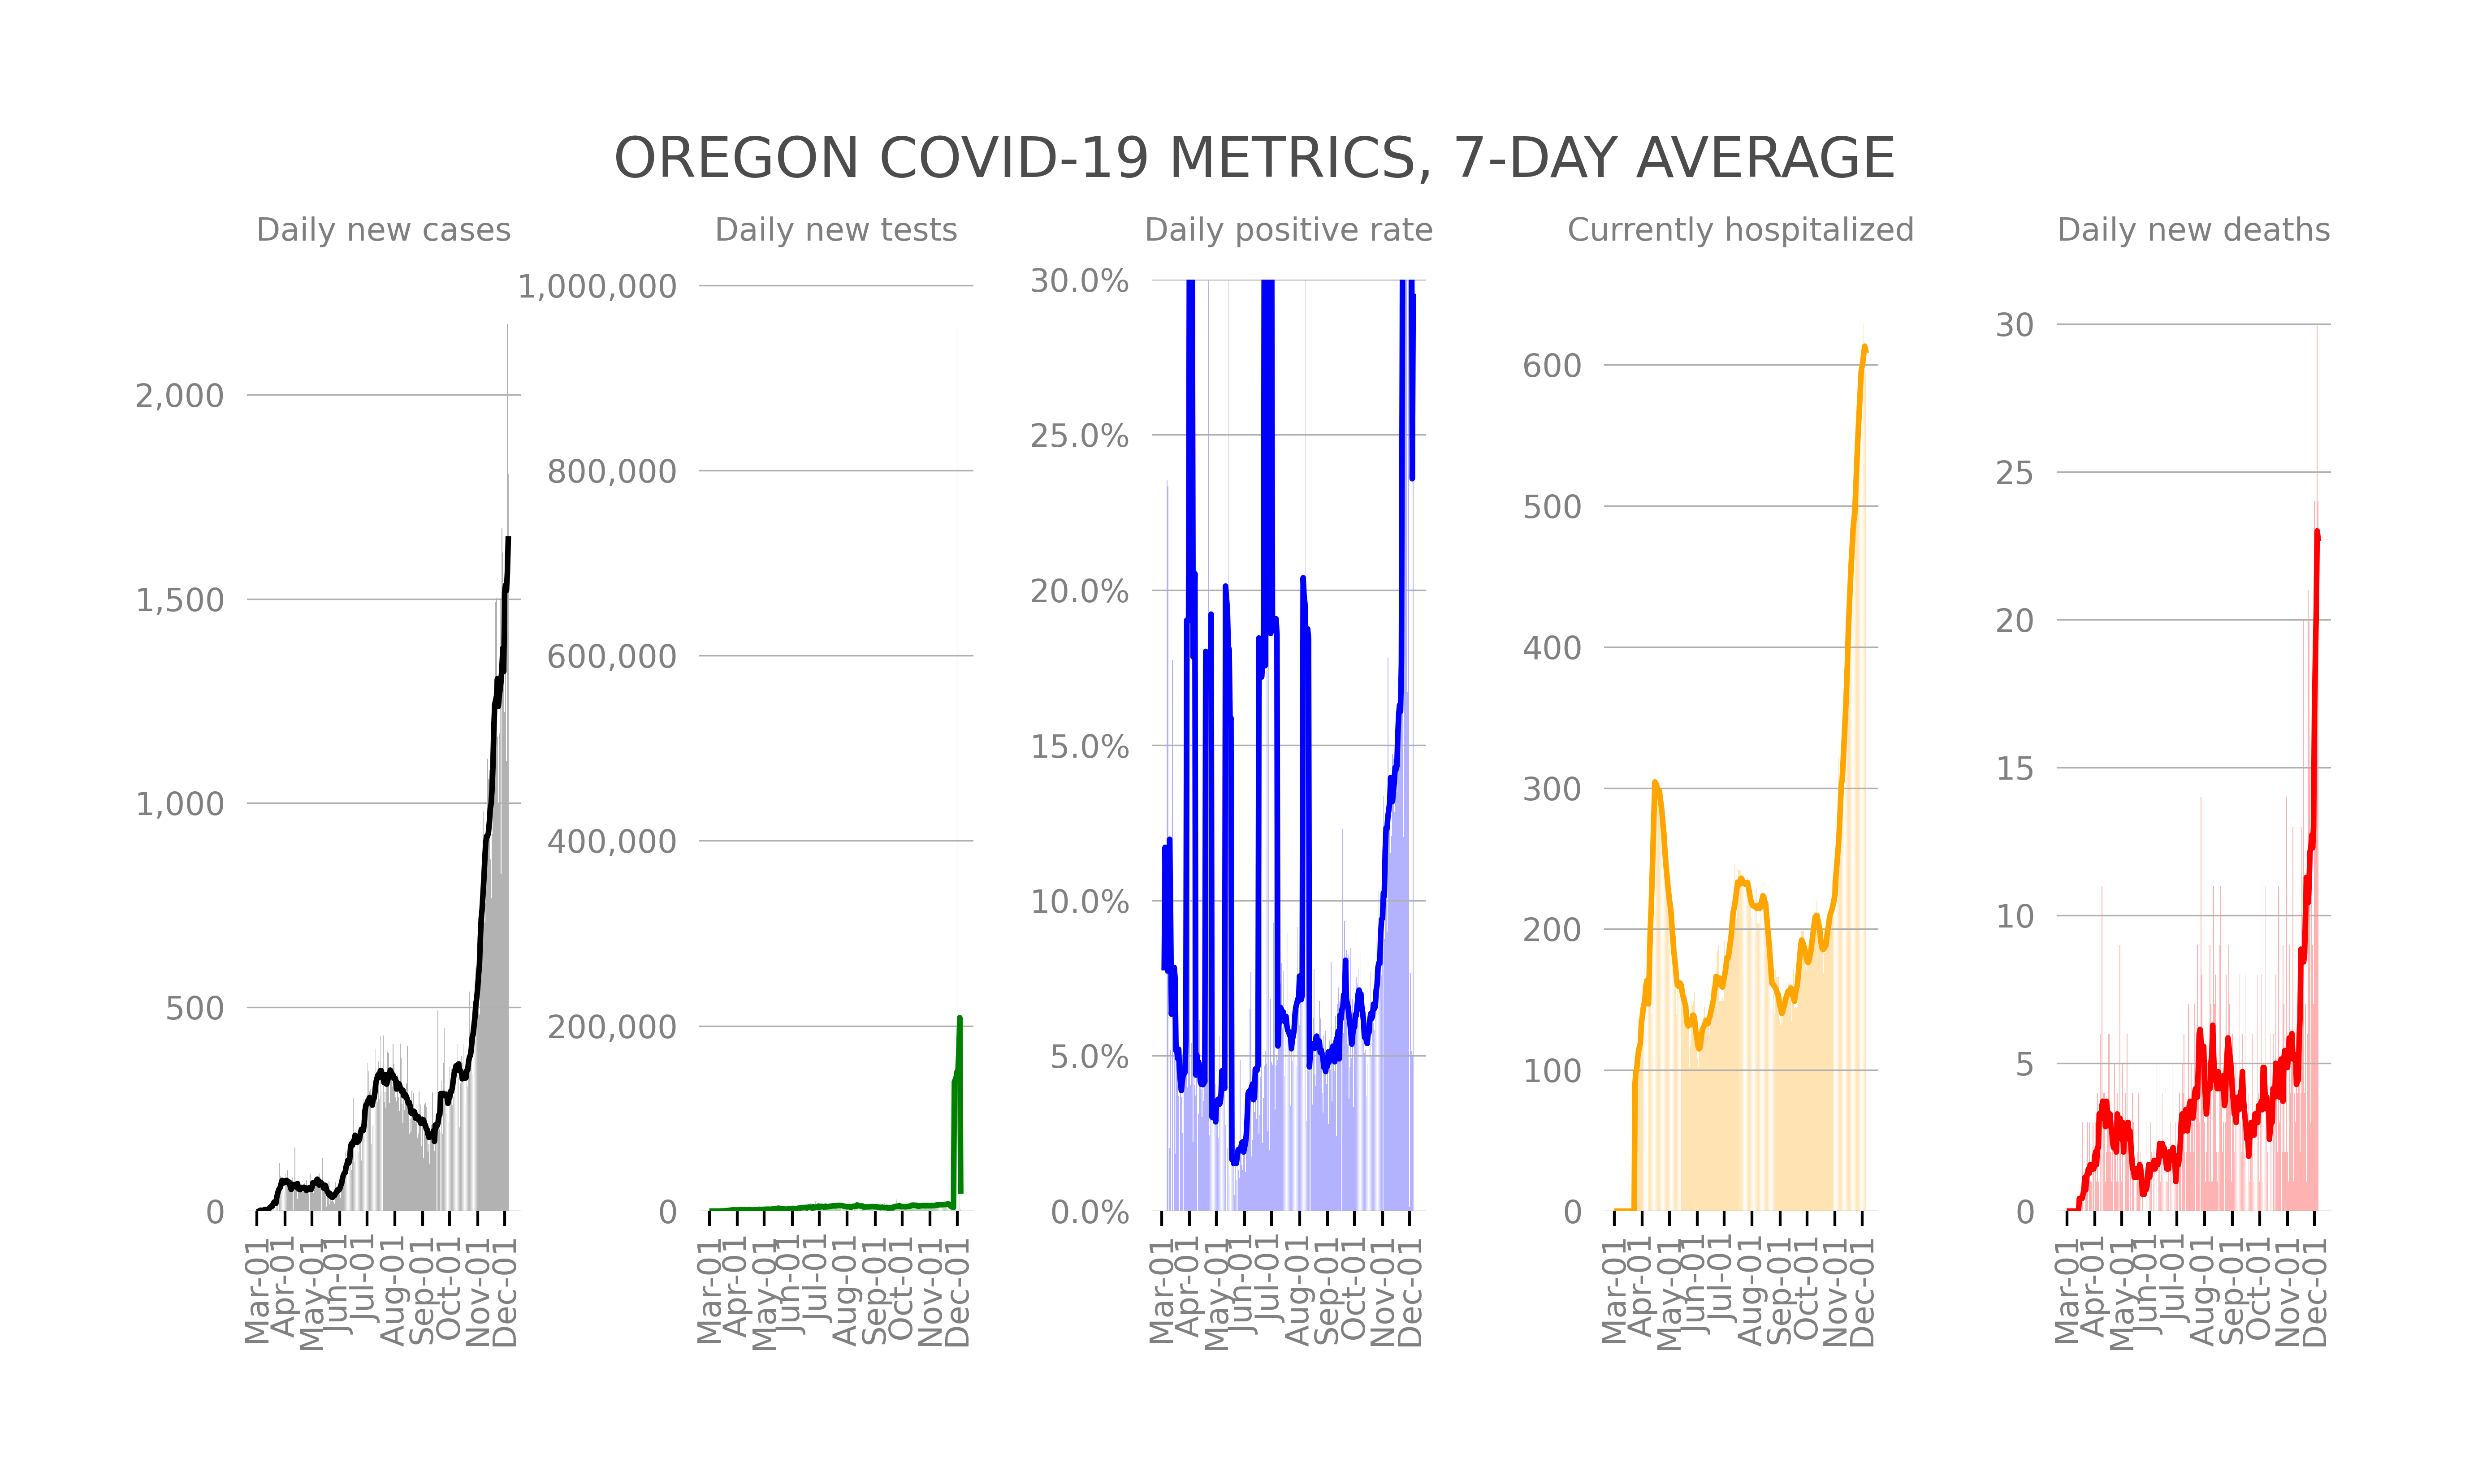 OREGON COVID-19 METRICS, 7-DAY AVERAGE
Daily new cases
2,000
1,500
1,000
500
0
Mar-01
Apr-01
May-01
Jun-01
Jul-01
Aug-01
Sep-01
Oct-01
Nov-01
Dec-01
Daily new tests
1,000,000
800,000
600,000
400,000
200,000
0
Mar-01
Apr-01
May-01
Jun-01
Jul-01
Aug-01
Sep-01
Oct-01
Nov-01
Dec-01
Daily positive rate
30.0%
25.0%
20.0%
15.0%
10.0%
5.0%
0.0%
Mar-01
Apr-01
May-01
Jun-01
Jul-01
Aug-01
Sep-01
Oct-01
Nov-01
Dec-01
Currently hospitalized
600
500
400
300
200
100
0
Mar-01
Apr-01
May-01
Jun-01
Jul-01
Aug-01
Sep-01
Oct-01
Nov-01
Dec-01
Daily new deaths
30
25
20
15
10
5
0
Mar-01
Apr-01
May-01
Jun-01
Jul-01
Aug-01
Sep-01
Oct-01
Nov-01
Dec-01